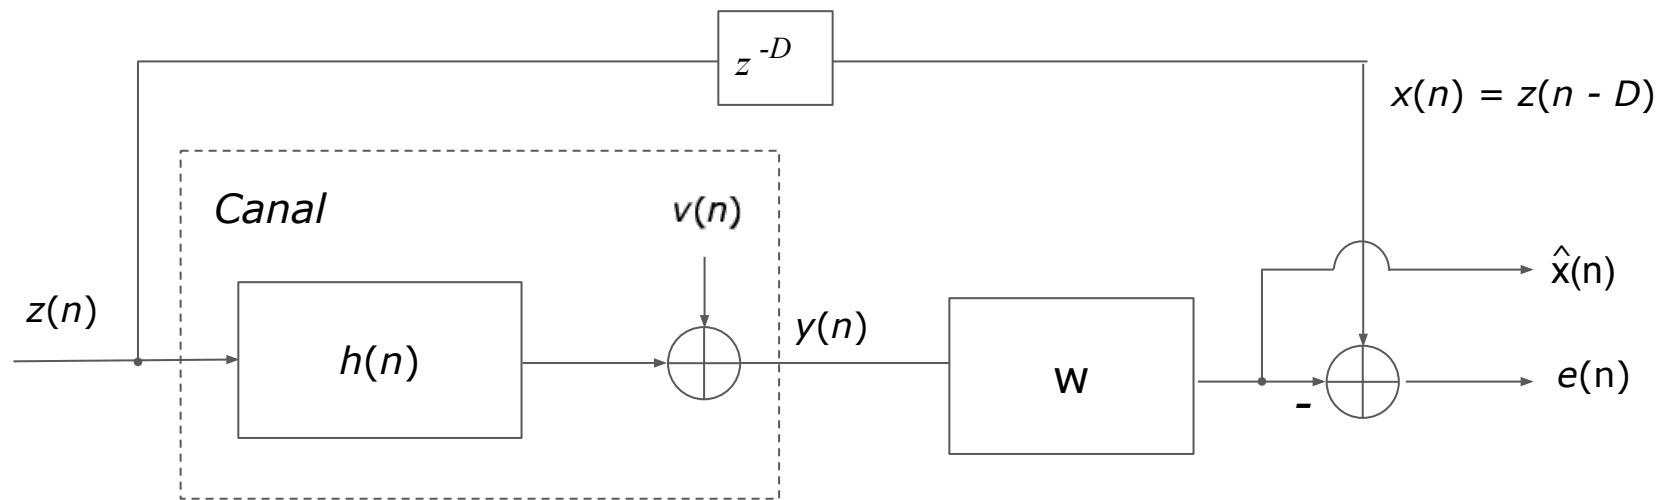 z⁻ᴰ
x(n) = z(n - D)
Canal
v(n)
z(n)
h(n)
y(n)
w
x̂(n)
-
e(n)